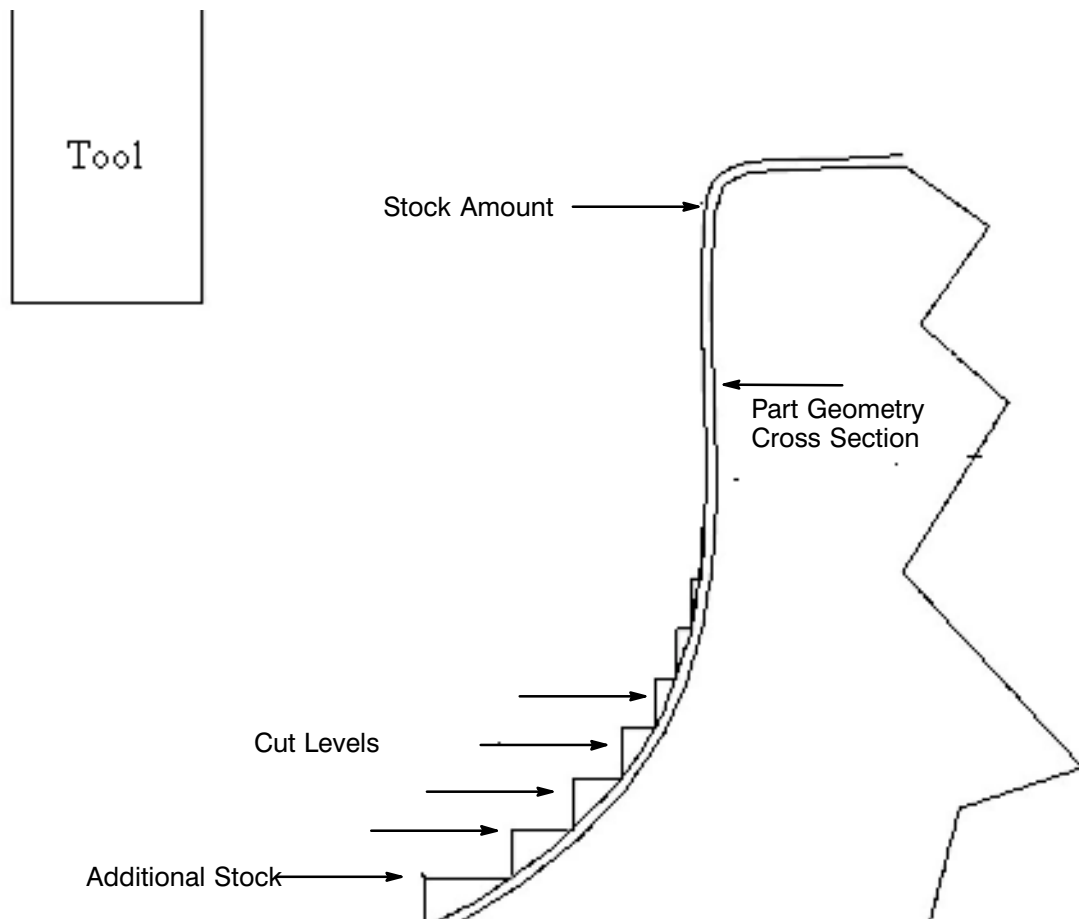 Tool
Stock Amount
Part Geometry
Cross Section
Cut Levels
Additional Stock